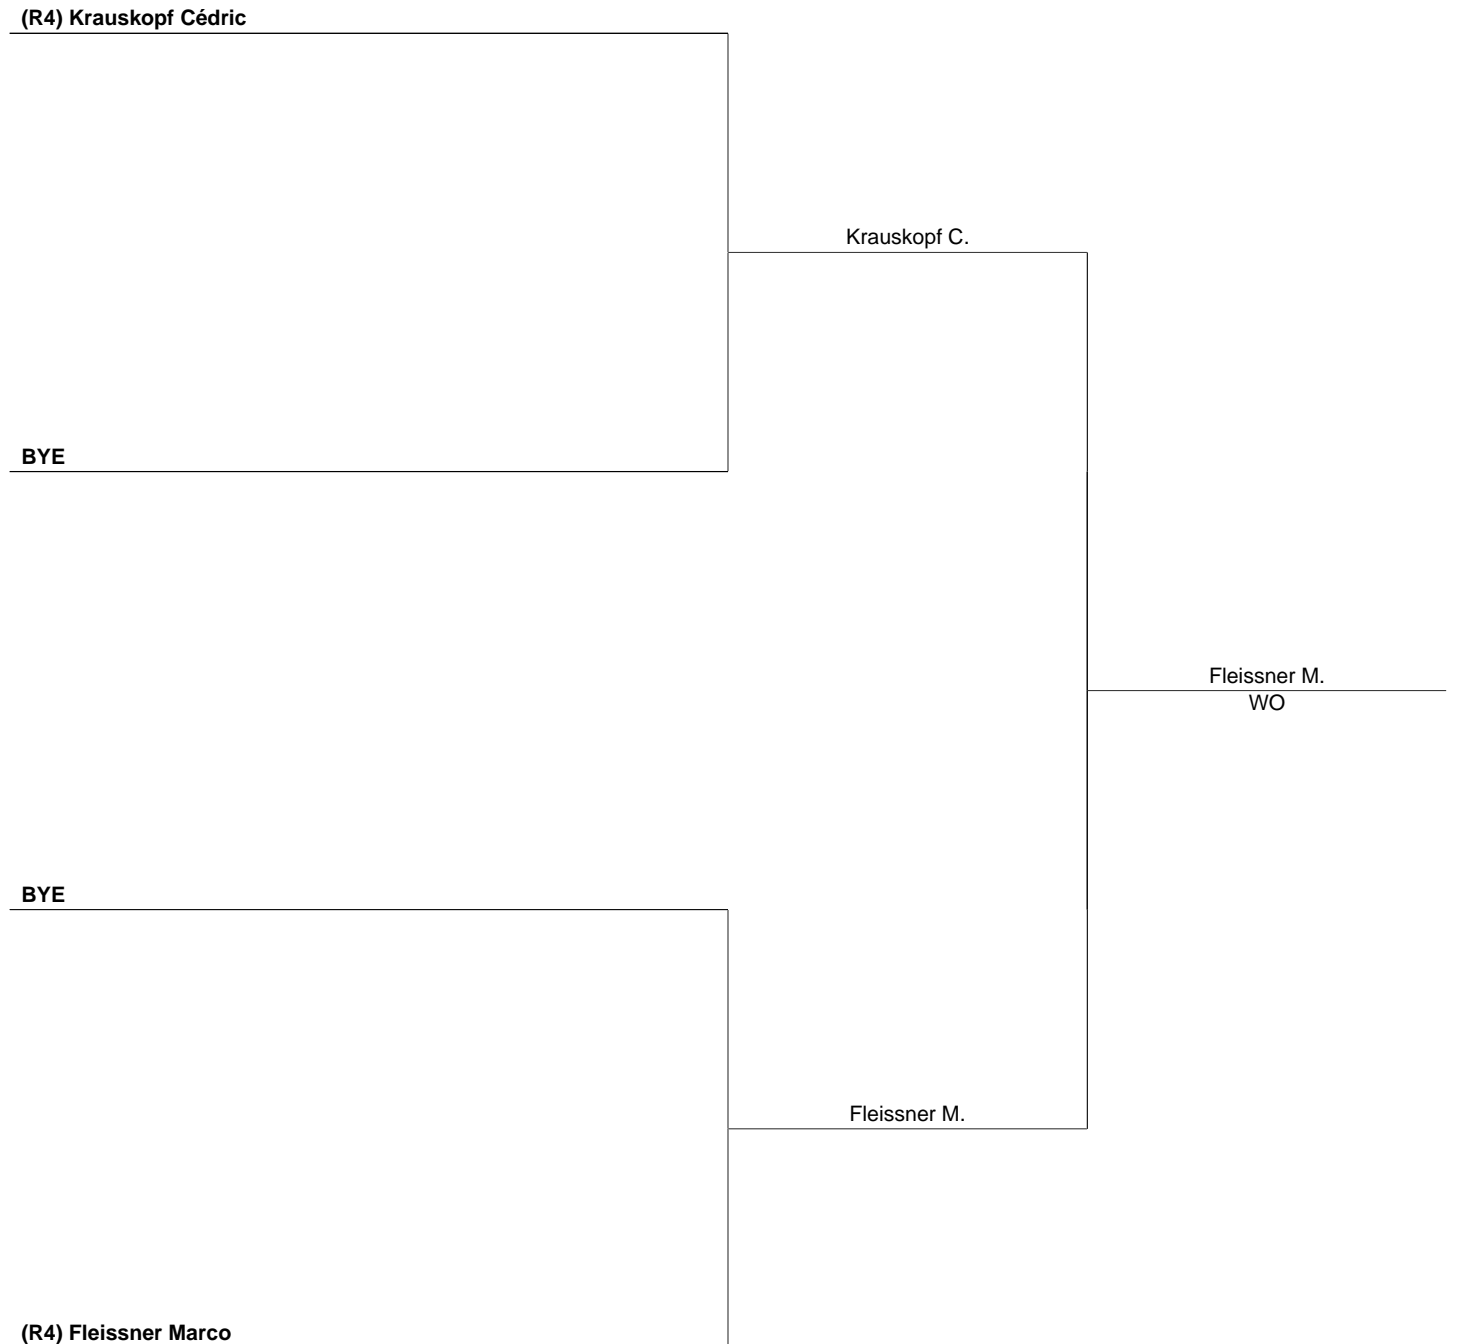 (R4) Krauskopf Cédric
Krauskopf C.
BYE
Fleissner M.
WO
BYE
Fleissner M.
(R4) Fleissner Marco